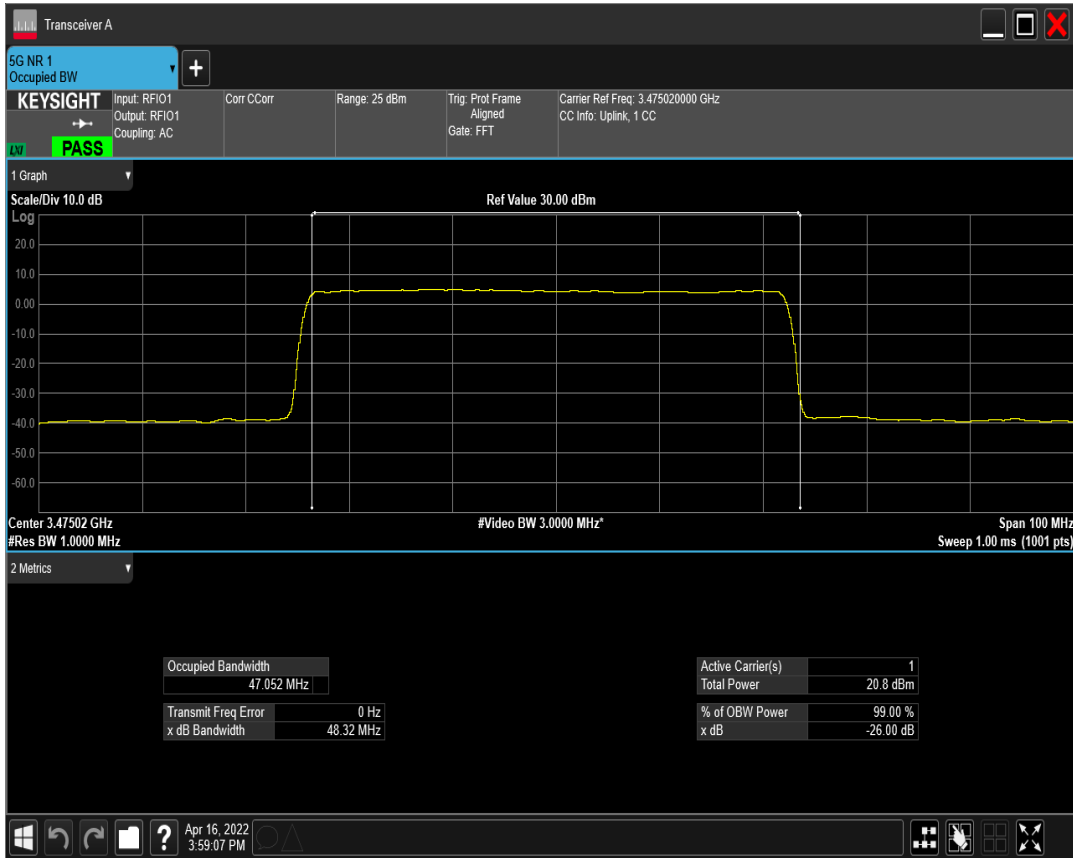 Transceiver A
5G NR 1
Occupied BW
KEYSIGHT
LXI
PASS
Input: RFIO1
Output: RFIO1
Coupling: AC
Corr CCorr
Range: 25 dBm
Trig: Prot Frame
Aligned
Gate: FFT
Carrier Ref Freq: 3.475020000 GHz
CC Info: Uplink, 1 CC
1 Graph
Scale/Div 10.0 dB
Ref Value 30.00 dBm
Log
20.0
10.0
0.00
-10.0
-20.0
-30.0
-40.0
-50.0
-60.0
Center 3.47502 GHz
#Video BW 3.0000 MHz*
Span 100 MHz
#Res BW 1.0000 MHz
Sweep 1.00 ms (1001 pts)
2 Metrics
Occupied Bandwidth
47.052 MHz
Transmit Freq Error 0 Hz
x dB Bandwidth 48.32 MHz
Active Carrier(s) 1
Total Power 20.8 dBm
% of OBW Power 99.00 %
x dB -26.00 dB
?
Apr 16, 2022
3:59:07 PM